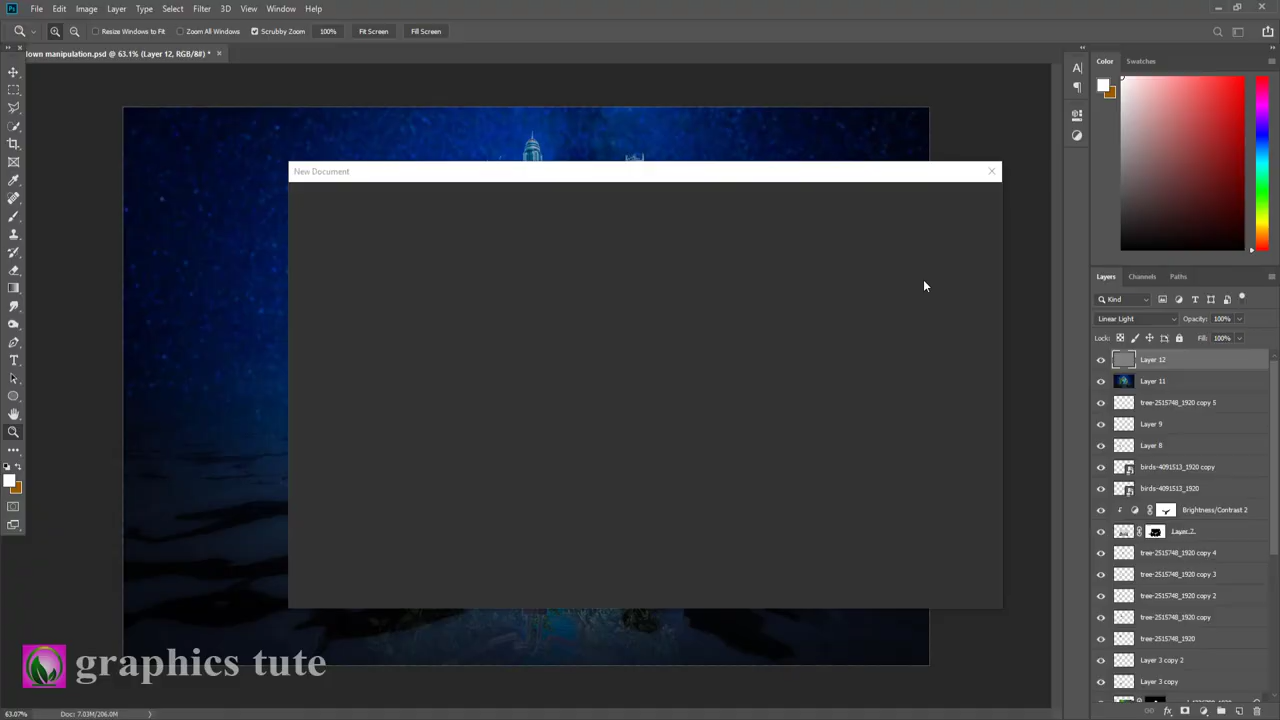 Ps File Edit Image Layer Type Select Filter 3D View Window Help
Resize Windows to Fit Zoom All Windows Scrubby Zoom 100% Fit Screen Fill Screen
down manipulation.psd @ 63.1% (Layer 12, RGB/8#) * ×
Color Swatches
New Document
Layers Channels Paths
Kind
Linear Light Opacity: 100%
Lock: Fill: 100%
Layer 12
Layer 11
tree-2515748_1920 copy 5
Layer 9
Layer 8
birds-4091513_1920 copy
birds-4091513_1920
Brightness/Contrast 2
Layer 7
tree-2515748_1920 copy 4
tree-2515748_1920 copy 3
tree-2515748_1920 copy 2
tree-2515748_1920 copy
tree-2515748_1920
Layer 3 copy 2
Layer 3 copy
graphics tute
63.07% Doc: 7.03M/206.0M